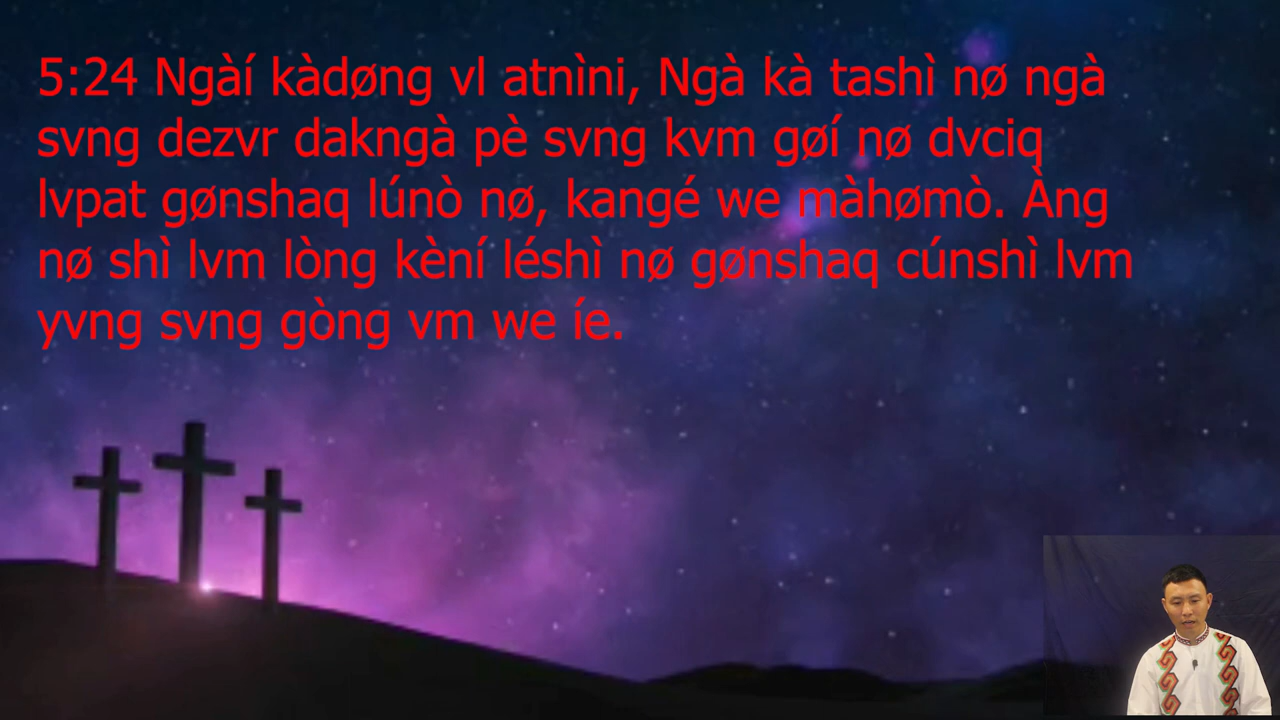 5:24 Ngàí kàdøng vl atnìni, Ngà kà tashì nø ngà
svng dezvr dakngà pè svng kvm gøí nø dvciq
lvpat gønshaq lúnò nø, kangé we màhømò. Àng
nø shì lvm lòng kèní léshì nø gønshaq cúnshì lvm
yvng svng gòng vm we íe.